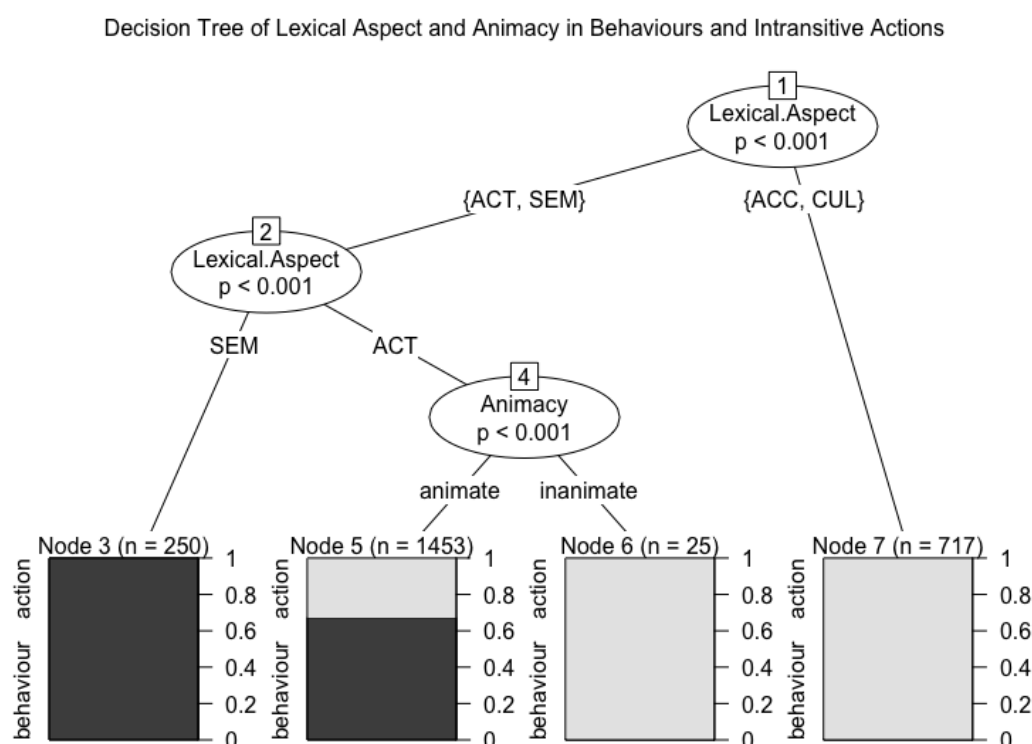 Decision Tree of Lexical Aspect and Animacy in Behaviours and Intransitive Actions
1
Lexical.Aspect
p < 0.001
{ACT, SEM}
{ACC, CUL}
2
Lexical.Aspect
p < 0.001
SEM
ACT
4
Animacy
p < 0.001
animate
inanimate
Node 3 (n = 250)
behaviour action
1
0.8
0.6
0.4
0.2
0
Node 5 (n = 1453)
behaviour action
1
0.8
0.6
0.4
0.2
0
Node 6 (n = 25)
behaviour action
1
0.8
0.6
0.4
0.2
0
Node 7 (n = 717)
behaviour action
1
0.8
0.6
0.4
0.2
0